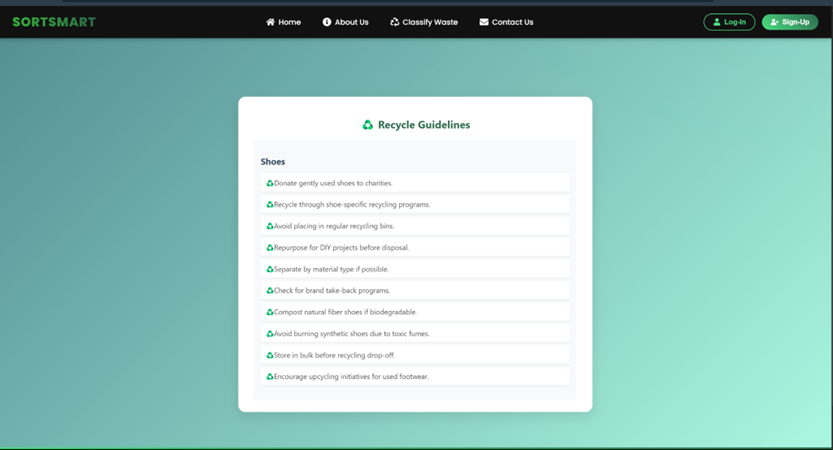 SORTSMART
Home
About Us
Classify Waste
Contact Us
Log-In
Sign-Up
Recycle Guidelines
Shoes
Donate gently used shoes to charities.
Recycle through shoe-specific recycling programs.
Avoid placing in regular recycling bins.
Repurpose for DIY projects before disposal.
Separate by material type if possible.
Check for brand take-back programs.
Compost natural fiber shoes if biodegradable.
Avoid burning synthetic shoes due to toxic fumes.
Store in bulk before recycling drop-off.
Encourage upcycling initiatives for used footwear.